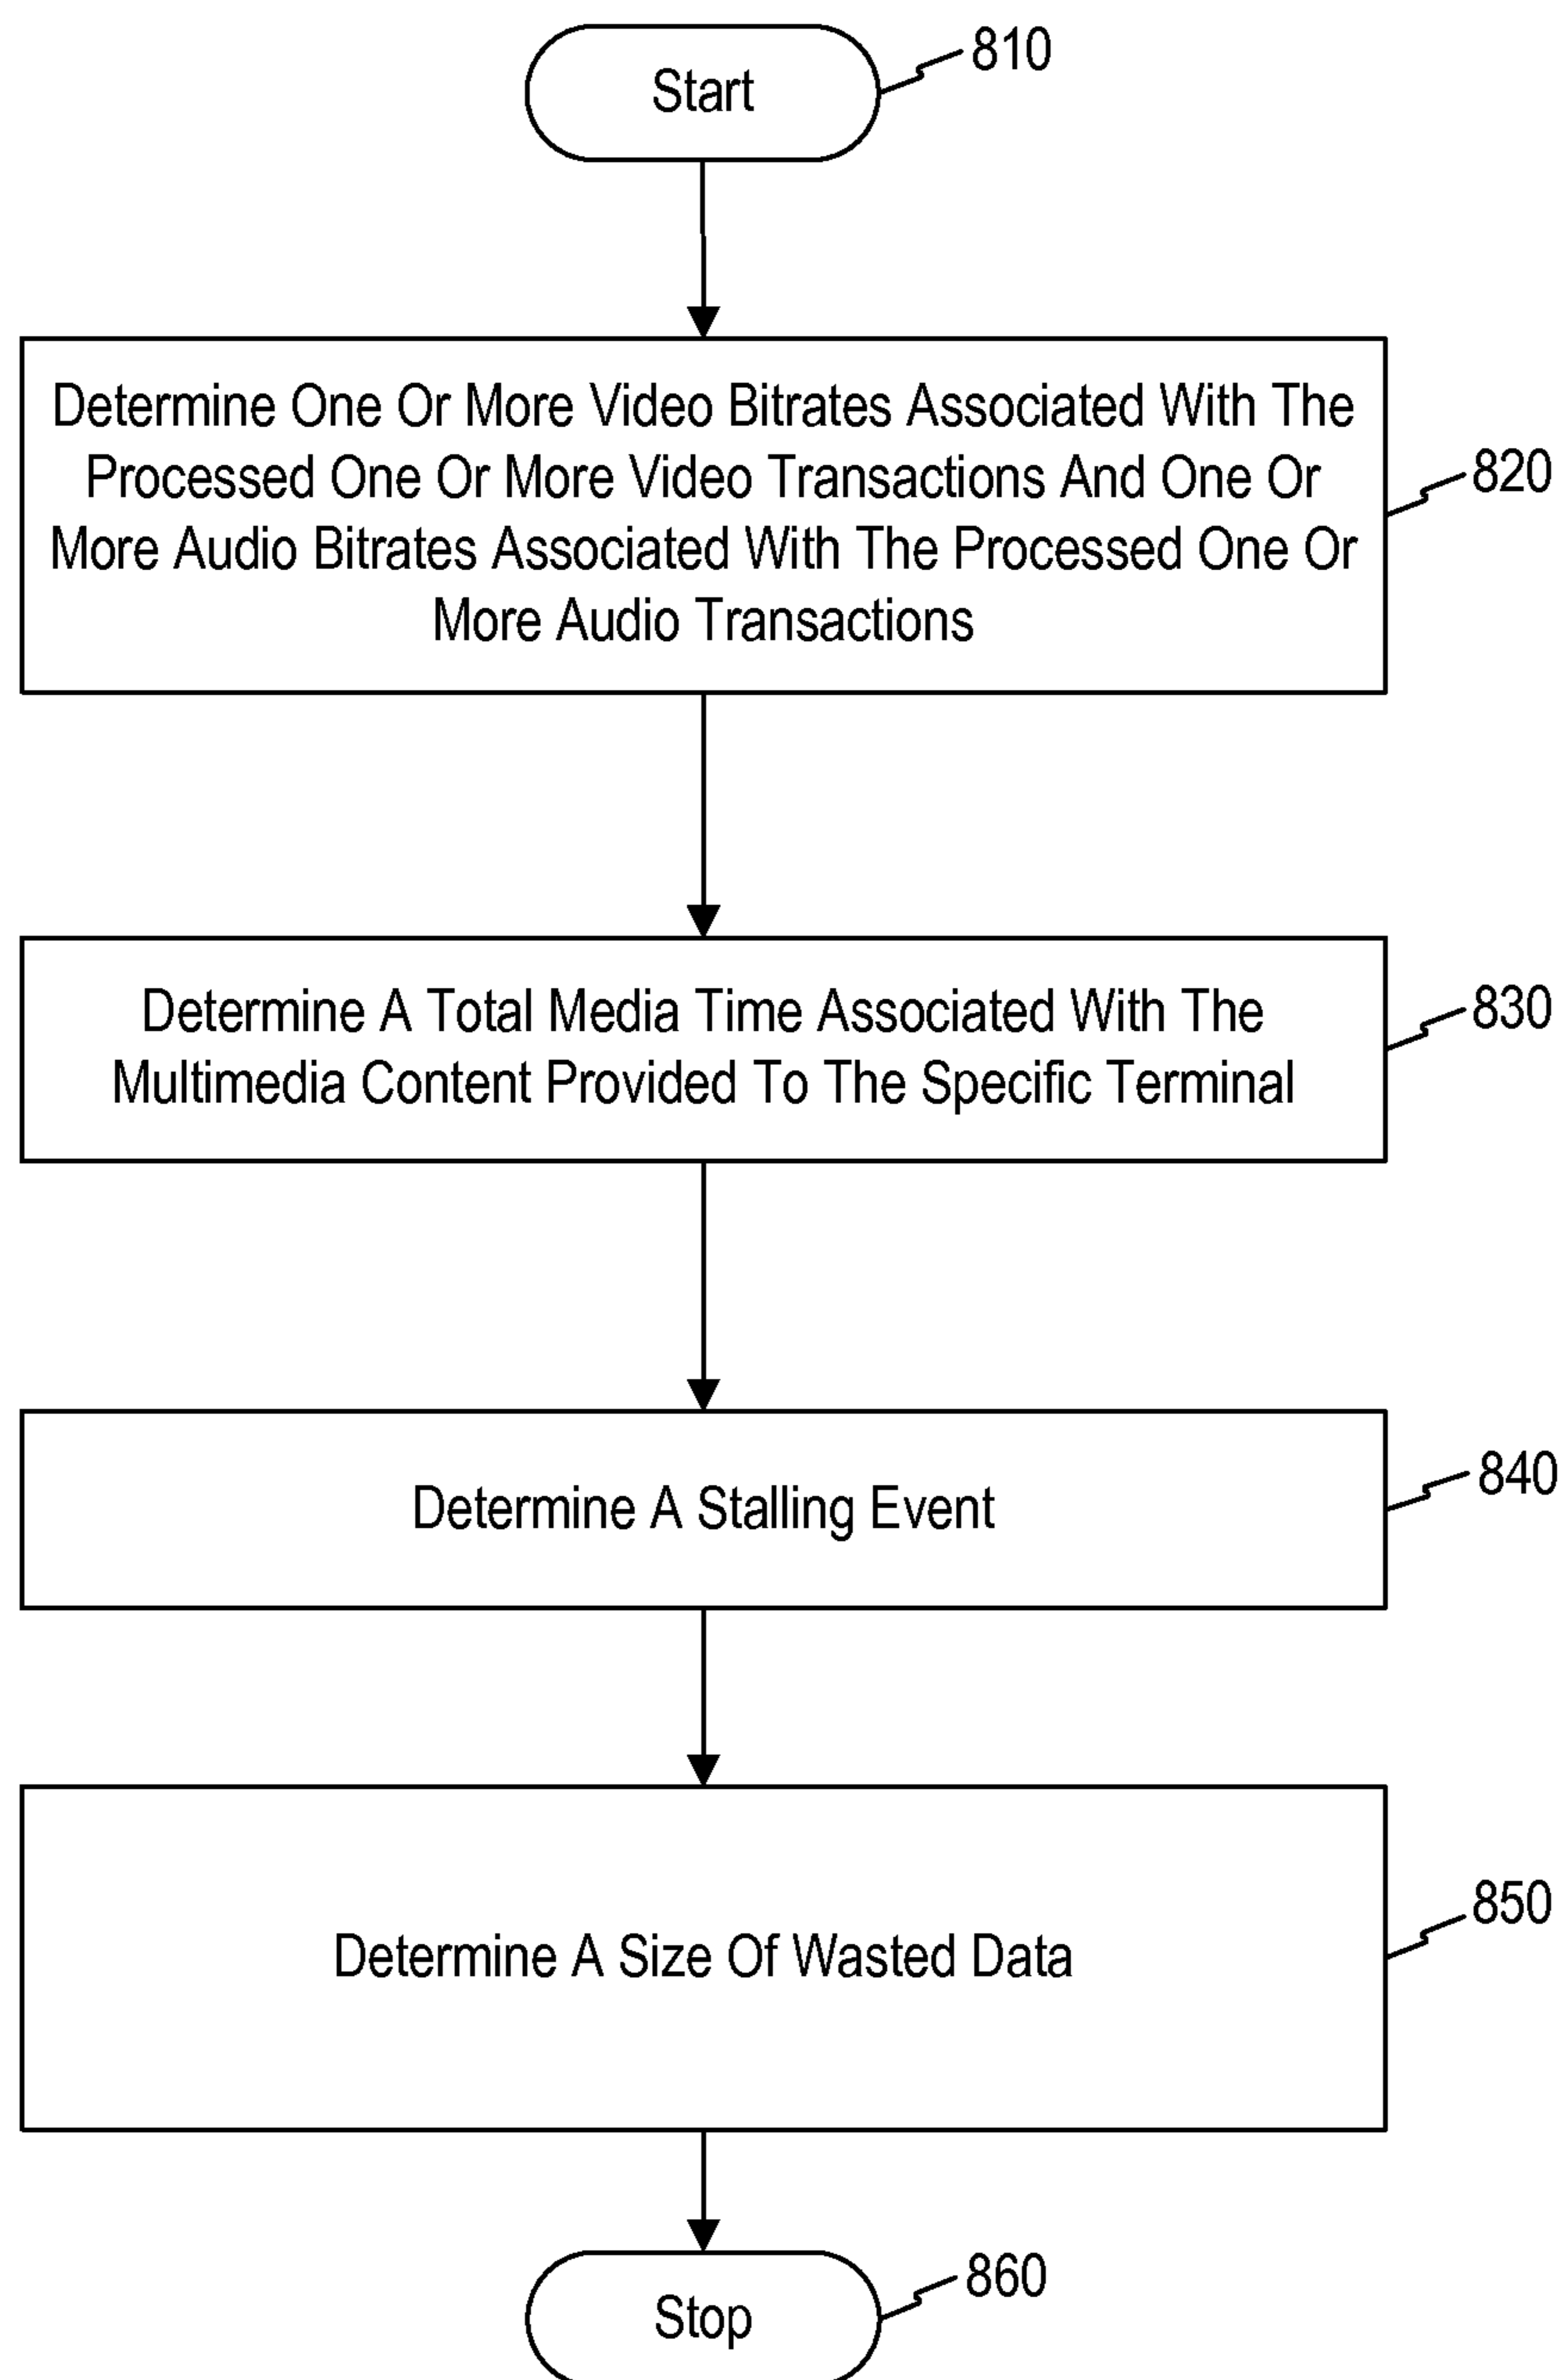 Start
810
Determine One Or More Video Bitrates Associated With The
Processed One Or More Video Transactions And One Or
More Audio Bitrates Associated With The Processed One Or
More Audio Transactions
820
Determine A Total Media Time Associated With The
Multimedia Content Provided To The Specific Terminal
830
Determine A Stalling Event
840
Determine A Size Of Wasted Data
850
Stop
860